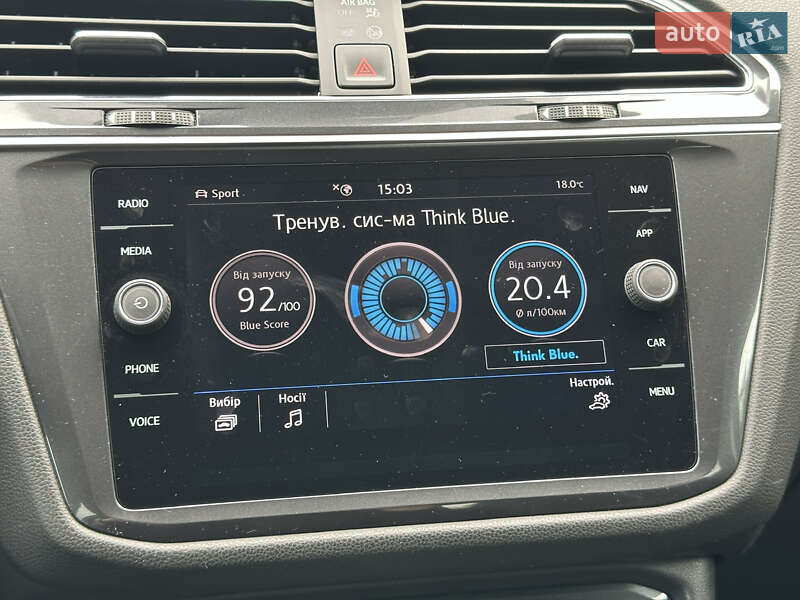 AIR BAG
OFF
auto RIA
.com
RADIO
MEDIA
PHONE
VOICE
Sport
15:03
18.0°C
Тренув. сис-ма Think Blue.
Від запуску
92/100
Blue Score
Від запуску
20.4
Ø л/100км
Think Blue.
Вибір
Носії
Настрой.
NAV
APP
CAR
MENU